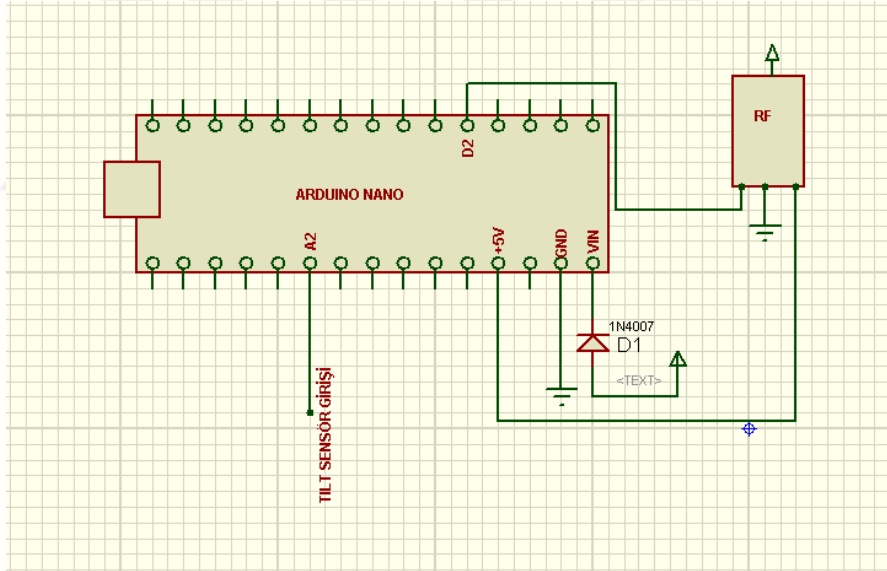 RF
D2
ARDUINO NANO
A2
+5V
GND
VIN
1N4007
D1
<TEXT>
TILT SENSÖR GİRİŞİ